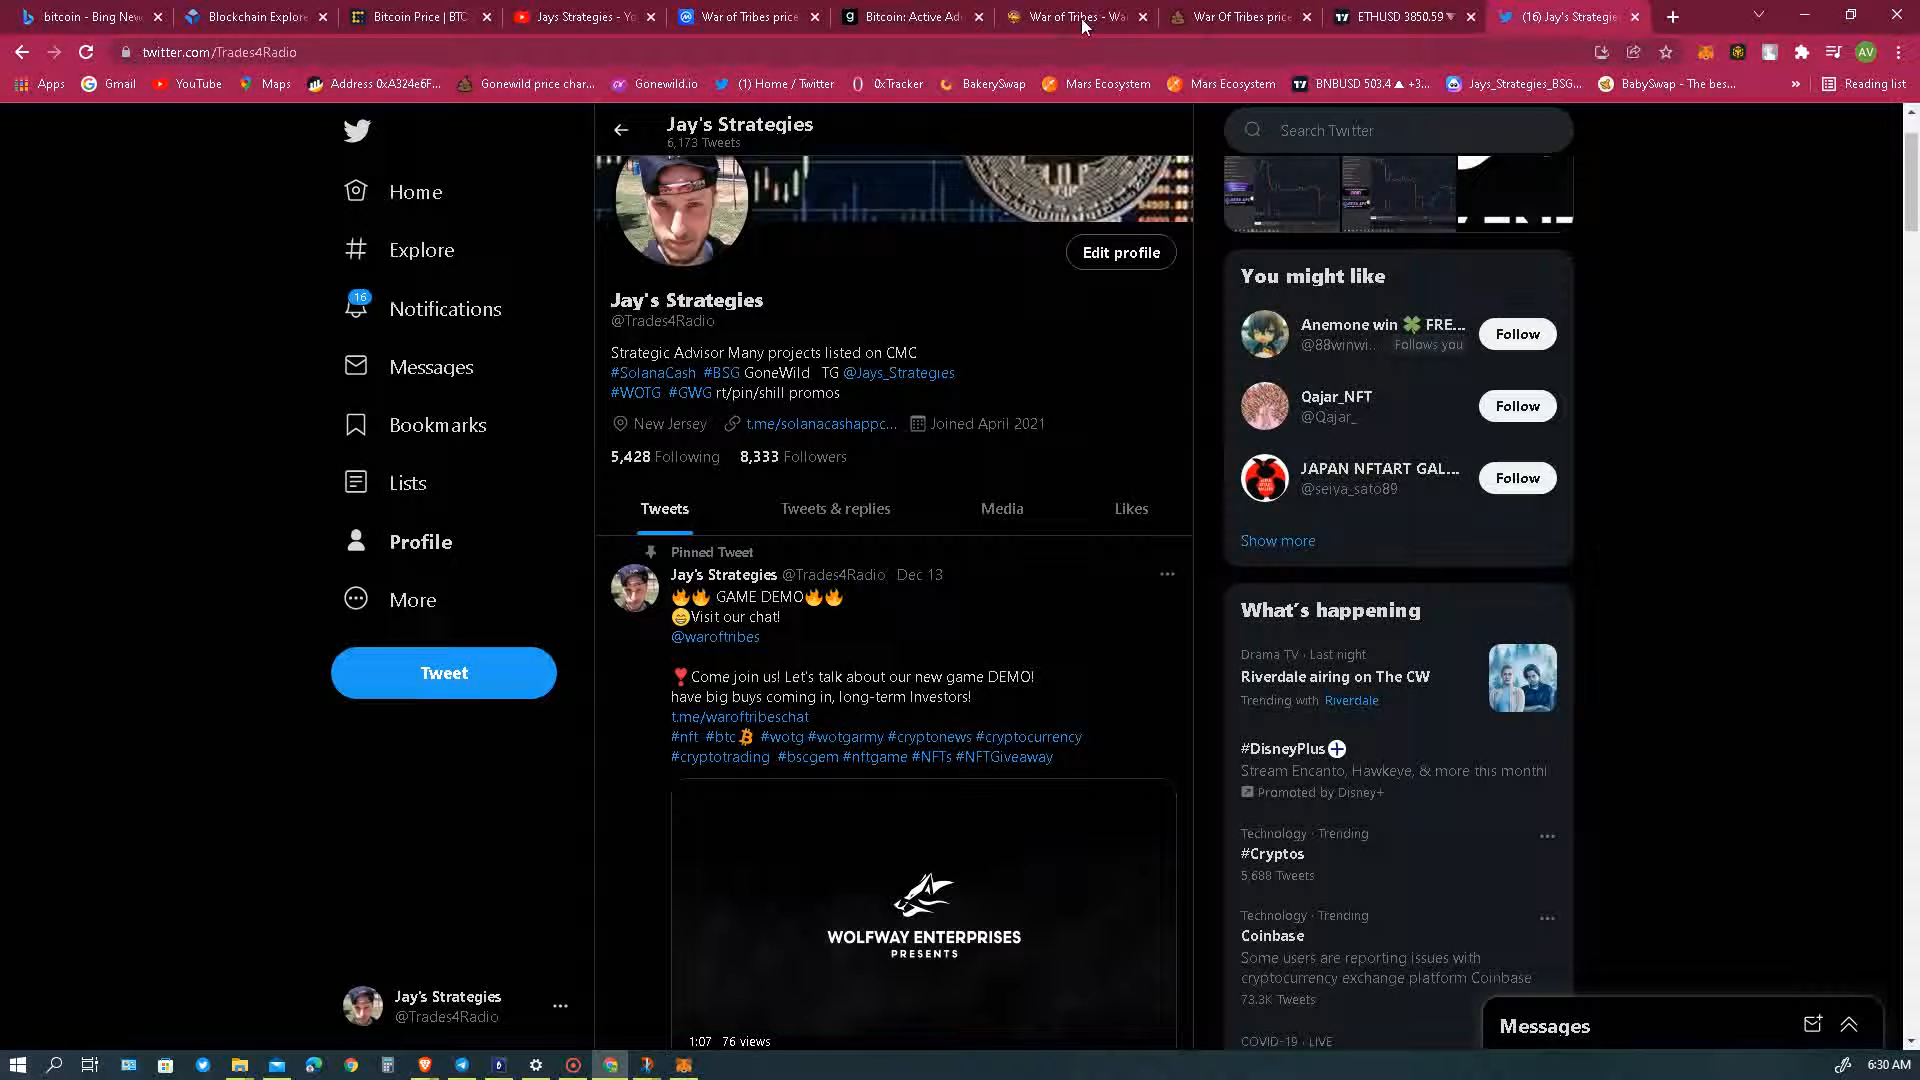 bitcoin - Bing New
Blockchain Explore
Bitcoin Price | BTC
Jays Strategies - Yo
War of Tribes price
Bitcoin: Active Ad
War of Tribes - Wa
War Of Tribes pric
ETHUSD 3850.59
(16) Jay's Strategie
twitter.com/Trades4Radio
AV
Apps
Gmail
YouTube
Maps
Address 0xA324e6F...
Gonewild price char...
Gonewild.io
(1) Home / Twitter
0xTracker
BakerySwap
Mars Ecosystem
Mars Ecosystem
BNBUSD 503.4▲ +3...
Jays_Strategies_BSG...
BabySwap - The bes...
»
Reading list
Home
Explore
16
Notifications
Messages
Bookmarks
Lists
Profile
More
Tweet
Jay's Strategies
@Trades4Radio
Jay's Strategies
6,173 Tweets
Edit profile
Jay's Strategies
@Trades4Radio
Strategic Advisor Many projects listed on CMC
#SolanaCash #BSG GoneWild TG @Jays_Strategies
#WOTG #GWG rt/pin/shill promos
New Jersey t.me/solanacashappc... Joined April 2021
5,428 Following 8,333 Followers
Tweets Tweets & replies Media Likes
Pinned Tweet
Jay's Strategies @Trades4Radio Dec 13
🔥🔥 GAME DEMO🔥🔥
😁Visit our chat!
@waroftribes
❣️Come join us! Let's talk about our new game DEMO!
have big buys coming in, long-term Investors!
t.me/waroftribeschat
#nft #btc #wotg #wotgarmy #cryptonews #cryptocurrency
#cryptotrading #bscgem #nftgame #NFTs #NFTGiveaway
WOLFWAY ENTERPRISES
PRESENTS
1:07 76 views
Search Twitter
You might like
Anemone win 🍀 FRE...
@88winwi... Follows you
Follow
Qajar_NFT
@Qajar_
Follow
JAPAN NFTART GAL...
@seiya_sato89
Follow
Show more
What's happening
Drama TV · Last night
Riverdale airing on The CW
Trending with Riverdale
#DisneyPlus
Stream Encanto, Hawkeye, & more this month!
Promoted by Disney+
Technology · Trending
#Cryptos
5,688 Tweets
Technology · Trending
Coinbase
Some users are reporting issues with
cryptocurrency exchange platform Coinbase
73.3K Tweets
COVID-19 · LIVE
Messages
6:30 AM